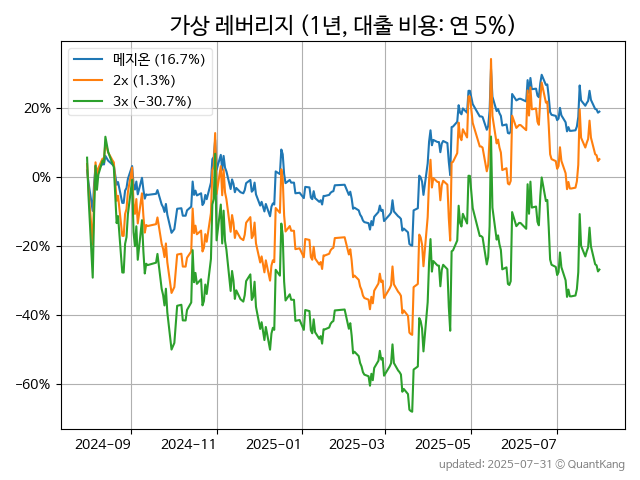 가상 레버리지 (1년, 대출 비용: 연 5%)
메지온 (16.7%)
2x (1.3%)
3x (−30.7%)
20%
0%
−20%
−40%
−60%
2024−09
2024−11
2025−01
2025−03
2025−05
2025−07
updated: 2025-07-31 © QuantKang